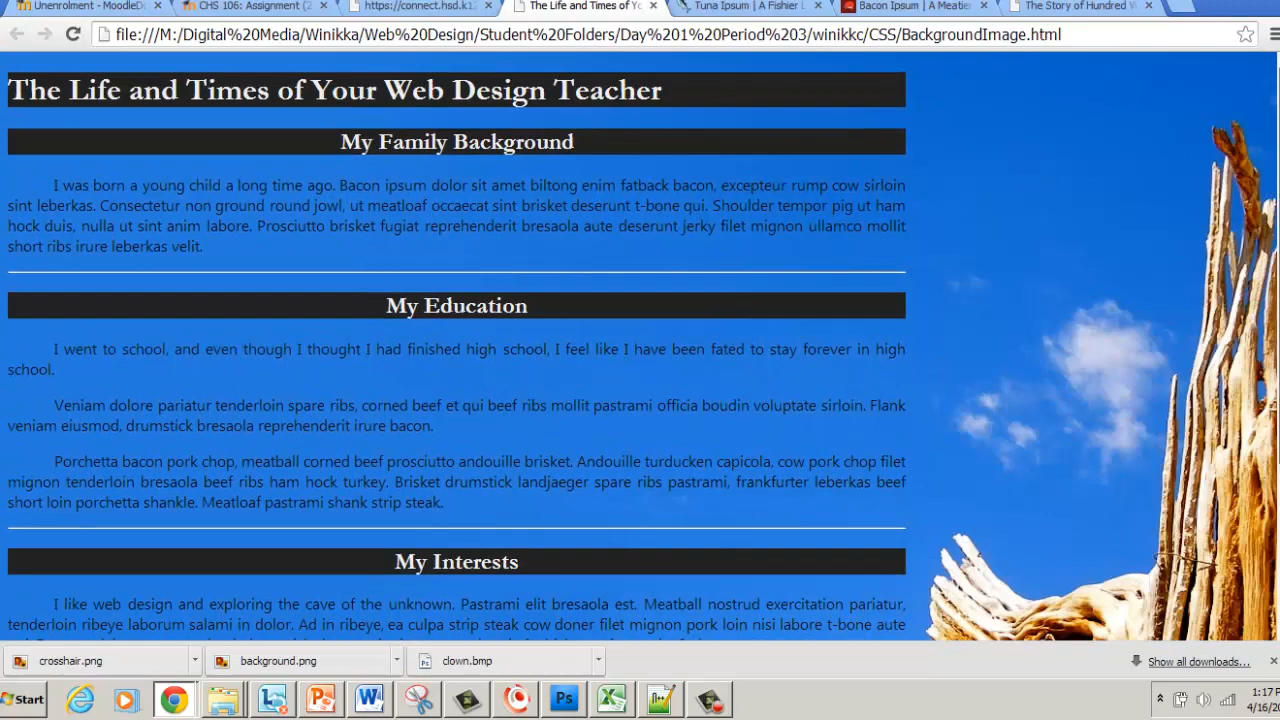 Unenrolment - MoodleDo
CHS 106: Assignment (2
https://connect.hsd.k1
The Life and Times of Yo
Tuna Ipsum | A Fishier L
Bacon Ipsum | A Meatier
The Story of Hundred W
file:///M:/Digital%20Media/Winikka/Web%20Design/Student%20Folders/Day%201%20Period%203/winikkc/CSS/BackgroundImage.html
The Life and Times of Your Web Design Teacher
My Family Background
I was born a young child a long time ago. Bacon ipsum dolor sit amet biltong enim fatback bacon, excepteur rump cow sirloin
sint leberkas. Consectetur non ground round jowl, ut meatloaf occaecat sint brisket deserunt t-bone qui. Shoulder tempor pig ut ham
hock duis, nulla ut sint anim labore. Prosciutto brisket fugiat reprehenderit bresaola aute deserunt jerky filet mignon ullamco mollit
short ribs irure leberkas velit.
My Education
I went to school, and even though I thought I had finished high school, I feel like I have been fated to stay forever in high
school.
Veniam dolore pariatur tenderloin spare ribs, corned beef et qui beef ribs mollit pastrami officia boudin voluptate sirloin. Flank
veniam eiusmod, drumstick bresaola reprehenderit irure bacon.
Porchetta bacon pork chop, meatball corned beef prosciutto andouille brisket. Andouille turducken capicola, cow pork chop filet
mignon tenderloin bresaola beef ribs ham hock turkey. Brisket drumstick landjaeger spare ribs pastrami, frankfurter leberkas beef
short loin porchetta shankle. Meatloaf pastrami shank strip steak.
My Interests
I like web design and exploring the cave of the unknown. Pastrami elit bresaola est. Meatball nostrud exercitation pariatur,
tenderloin ribeye laborum salami in dolor. Ad in ribeye, ea culpa strip steak cow doner filet mignon pork loin nisi labore t-bone aute
crosshair.png
background.png
clown.bmp
Show all downloads...
Start
Ps
1:17 P
4/16/2